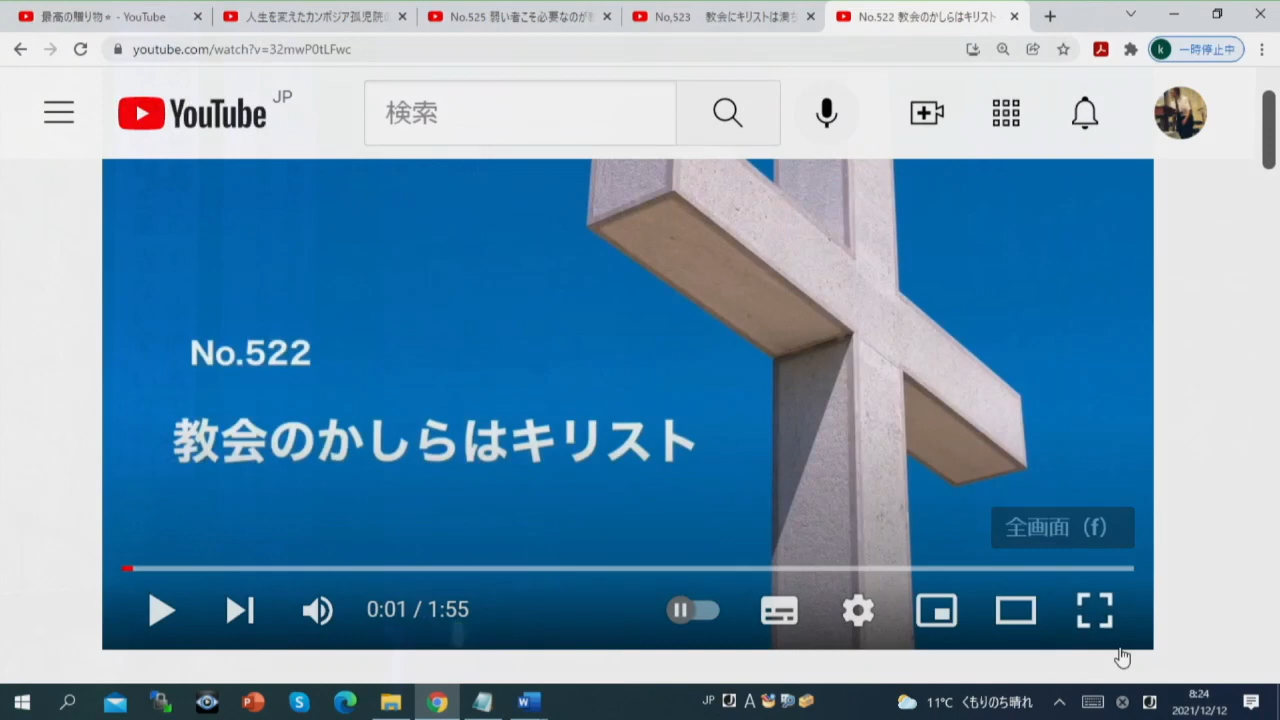 最高の贈り物⭐ - YouTube
人生を変えたカンボジア孤児院の
No.525 弱い者こそ必要なのが
No,523 教会にキリストは満ち
No.522 教会のかしらはキリスト
youtube.com/watch?v=32mwP0tLFwc
k 一時停止中
YouTube JP
検索
No.522
教会のかしらはキリスト
全画面 (f)
0:01 / 1:55
JP A
11°C くもりのち晴れ
8:24
2021/12/12